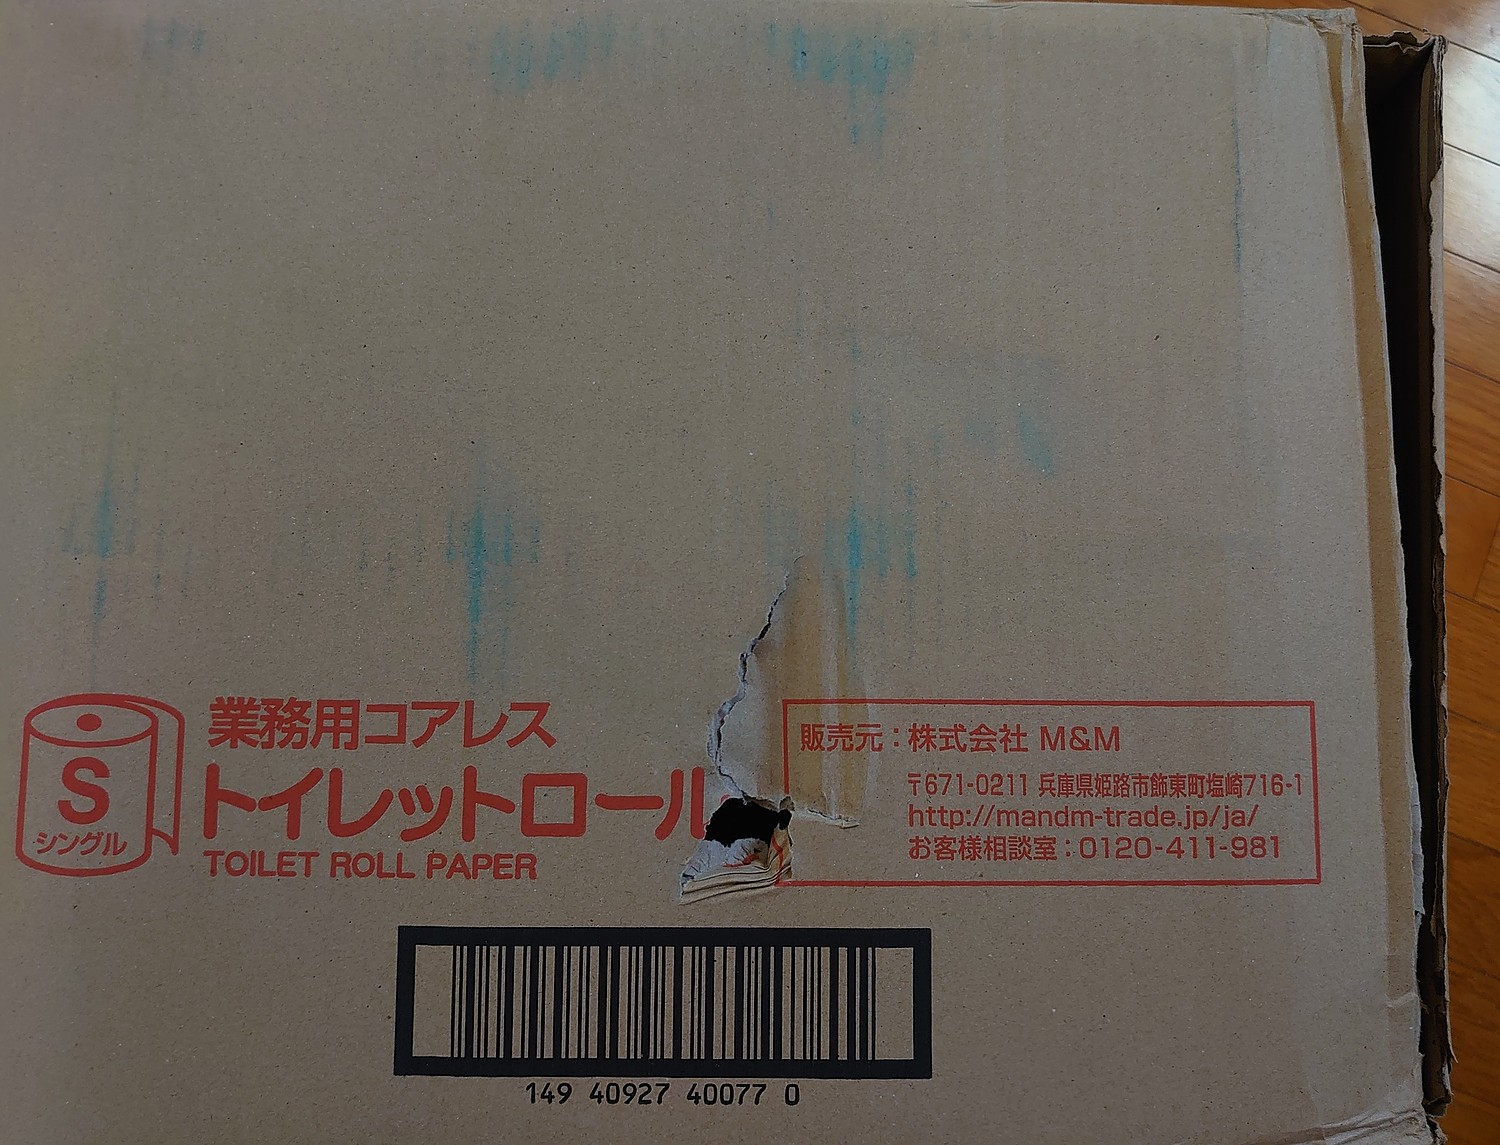 S
シングル
業務用コアレス
トイレットロール
TOILET ROLL PAPER
販売元：株式会社 M&M
〒671-0211 兵庫県姫路市飾東町塩崎716-1
http://mandm-trade.jp/ja/
お客様相談室：0120-411-981
149 40927 40077 0